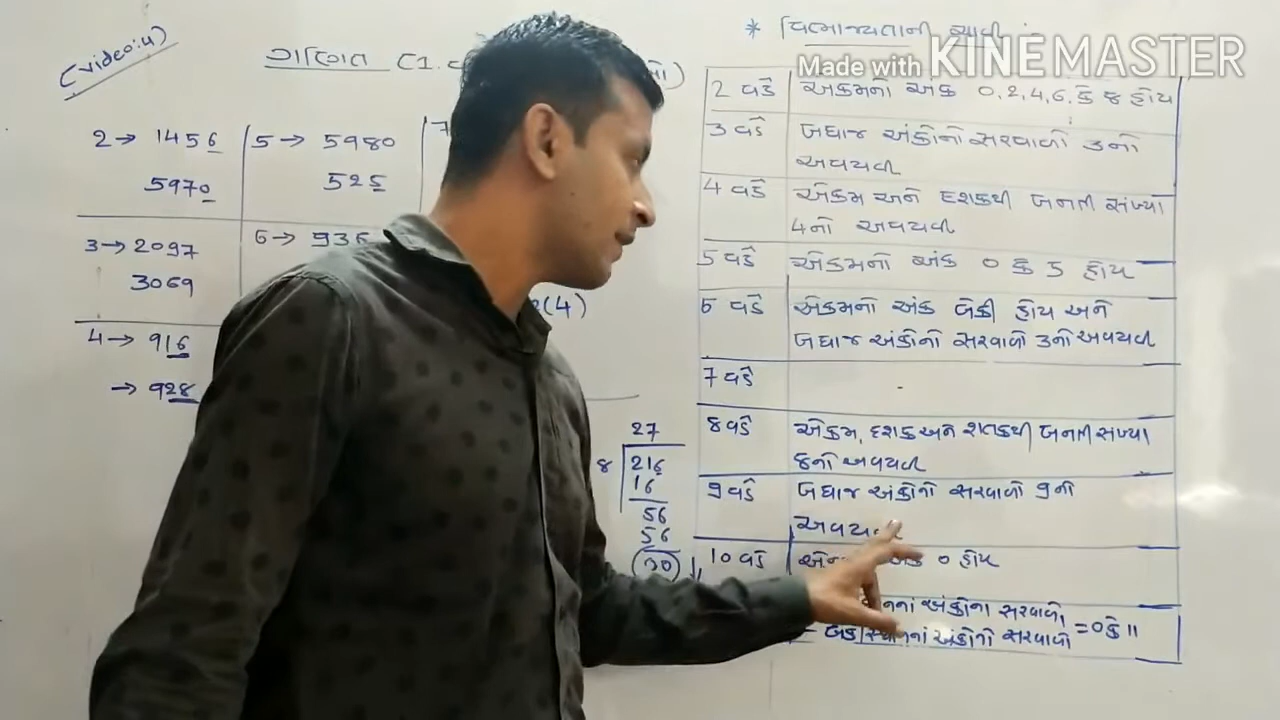 (video:4)
ગણિત (1.
* વિભાજ્યતાની ચાવી :
Made with KINEMASTER
2 વડે એકમનો અંક 0,2,4,6, કે 8 હોય
3 વડે બધાજ અંકોનો સરવાળો 3નો
અવયવી
4 વડે એકમ અને દશકથી બનતી સંખ્યા
4નો અવયવી
5 વડે એકમનો અંક 0 કે 5 હોય
6 વડે એકમનો અંક બેકી હોય અને
બધાજ અંકોનો સરવાળો 3નો અવયવી
7 વડે -
8 વડે એકમ, દશક અને શતકથી બનતી સંખ્યા
8નો અવયવી
9 વડે બધાજ અંકોનો સરવાળો 9નો
10 વડે 0 હોય
અંકોના સરવાળો
સ્થાનનાં અંકોનો સરવાળો = 0 કે 11
2 → 1456
5970
3 → 2097
3069
4 → 916
→ 928
5 → 5980
525
6 → 936
7
(4)
27
8 216
16
56
56